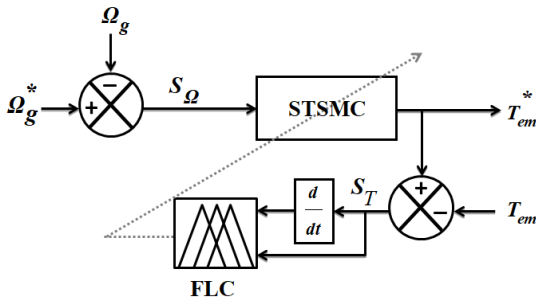 Ω_g
−
Ω_g^*
+
S_Ω
STSMC
T_em^*
+
−
T_em
S_T
d
dt
FLC